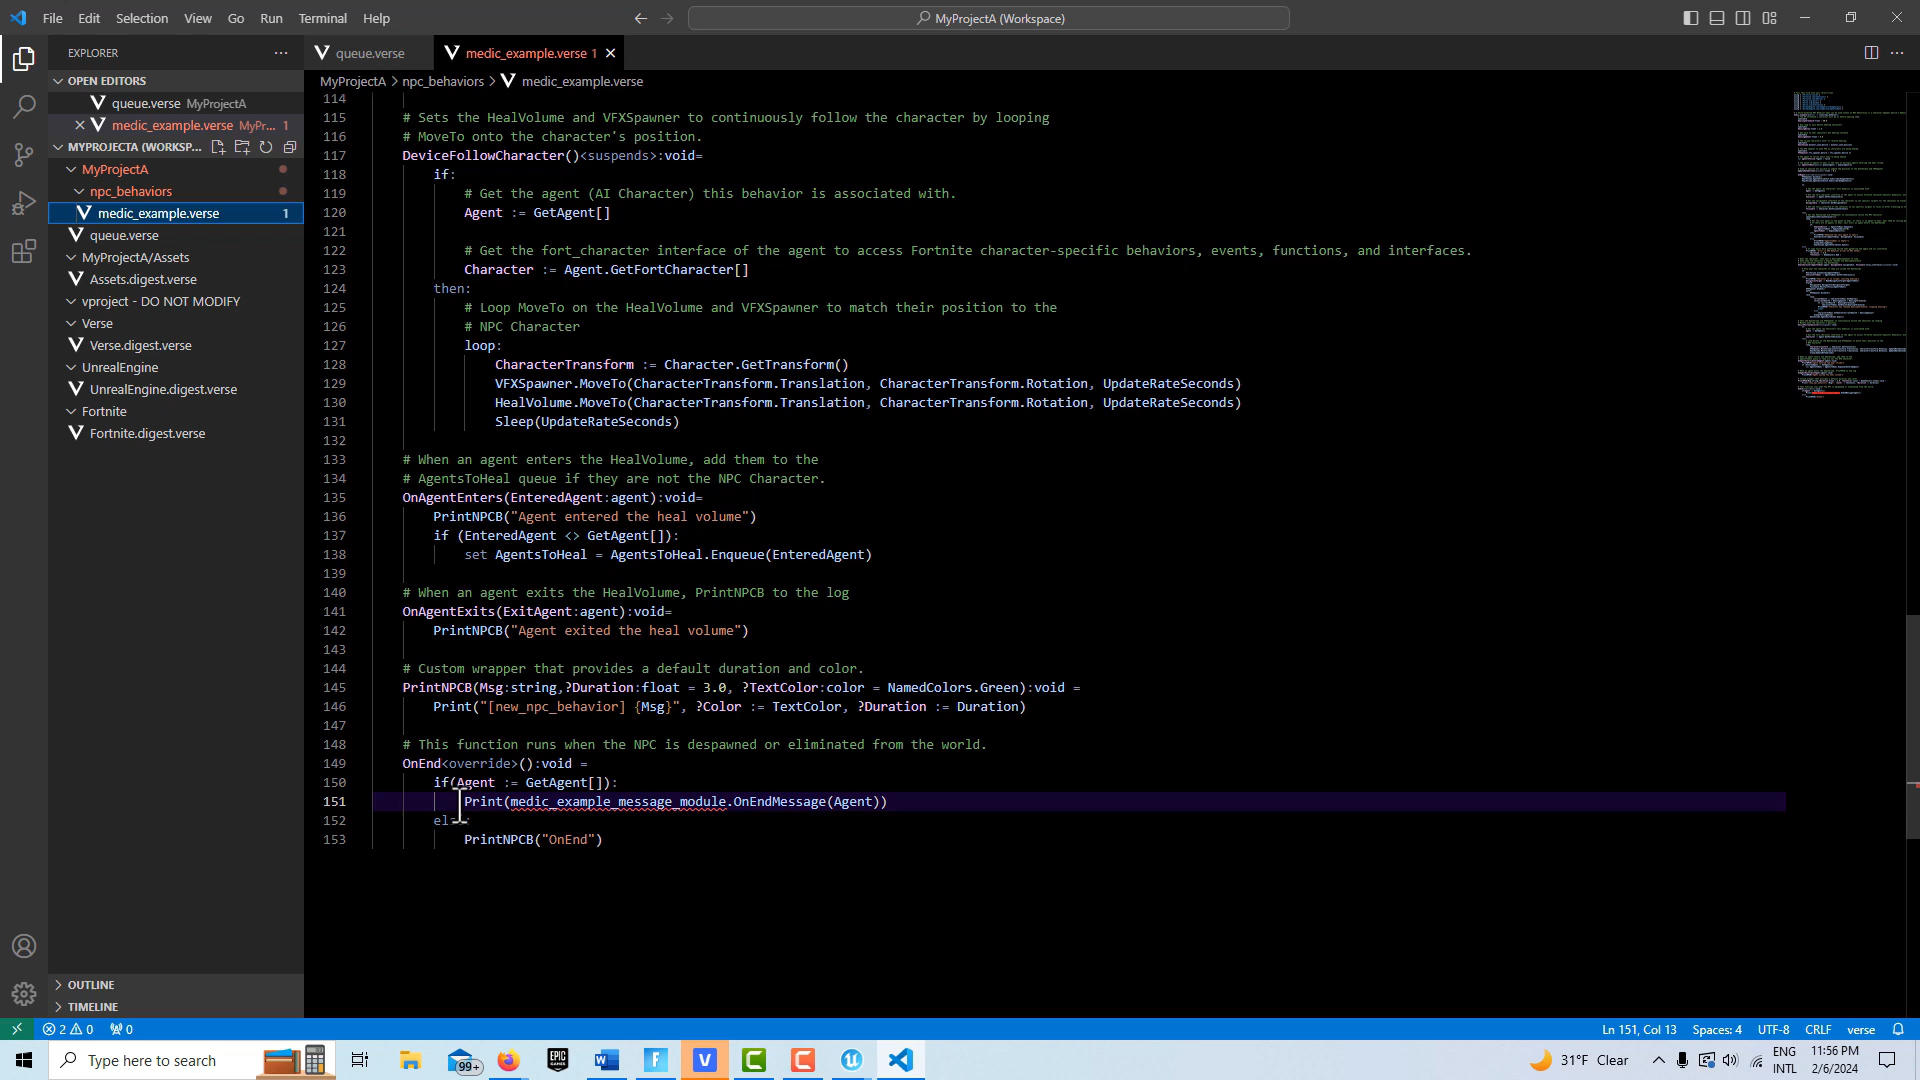 File Edit Selection View Go Run Terminal Help
MyProjectA (Workspace)
EXPLORER
OPEN EDITORS
queue.verse MyProjectA
medic_example.verse MyPr... 1
MYPROJECTA (WORKSP...
MyProjectA
npc_behaviors
medic_example.verse 1
queue.verse
MyProjectA/Assets
Assets.digest.verse
vproject - DO NOT MODIFY
Verse
Verse.digest.verse
UnrealEngine
UnrealEngine.digest.verse
Fortnite
Fortnite.digest.verse
OUTLINE
TIMELINE
queue.verse medic_example.verse 1
MyProjectA > npc_behaviors > medic_example.verse
114
115 # Sets the HealVolume and VFXSpawner to continuously follow the character by looping
116 # MoveTo onto the character's position.
117 DeviceFollowCharacter()<suspends>:void=
118 if:
119 # Get the agent (AI Character) this behavior is associated with.
120 Agent := GetAgent[]
121
122 # Get the fort_character interface of the agent to access Fortnite character-specific behaviors, events, functions, and interfaces.
123 Character := Agent.GetFortCharacter[]
124 then:
125 # Loop MoveTo on the HealVolume and VFXSpawner to match their position to the
126 # NPC Character
127 loop:
128 CharacterTransform := Character.GetTransform()
129 VFXSpawner.MoveTo(CharacterTransform.Translation, CharacterTransform.Rotation, UpdateRateSeconds)
130 HealVolume.MoveTo(CharacterTransform.Translation, CharacterTransform.Rotation, UpdateRateSeconds)
131 Sleep(UpdateRateSeconds)
132
133 # When an agent enters the HealVolume, add them to the
134 # AgentsToHeal queue if they are not the NPC Character.
135 OnAgentEnters(EnteredAgent:agent):void=
136 PrintNPCB("Agent entered the heal volume")
137 if (EnteredAgent <> GetAgent[]):
138 set AgentsToHeal = AgentsToHeal.Enqueue(EnteredAgent)
139
140 # When an agent exits the HealVolume, PrintNPCB to the log
141 OnAgentExits(ExitAgent:agent):void=
142 PrintNPCB("Agent exited the heal volume")
143
144 # Custom wrapper that provides a default duration and color.
145 PrintNPCB(Msg:string,?Duration:float = 3.0, ?TextColor:color = NamedColors.Green):void =
146 Print("[new_npc_behavior] {Msg}", ?Color := TextColor, ?Duration := Duration)
147
148 # This function runs when the NPC is despawned or eliminated from the world.
149 OnEnd<override>():void =
150 if(Agent := GetAgent[]):
151 Print(medic_example_message_module.OnEndMessage(Agent))
152 el :
153 PrintNPCB("OnEnd")
2 0 0
Ln 151, Col 13 Spaces: 4 UTF-8 CRLF verse
Type here to search
99+
EPIC GAMES
31°F Clear
ENG INTL
11:56 PM 2/6/2024